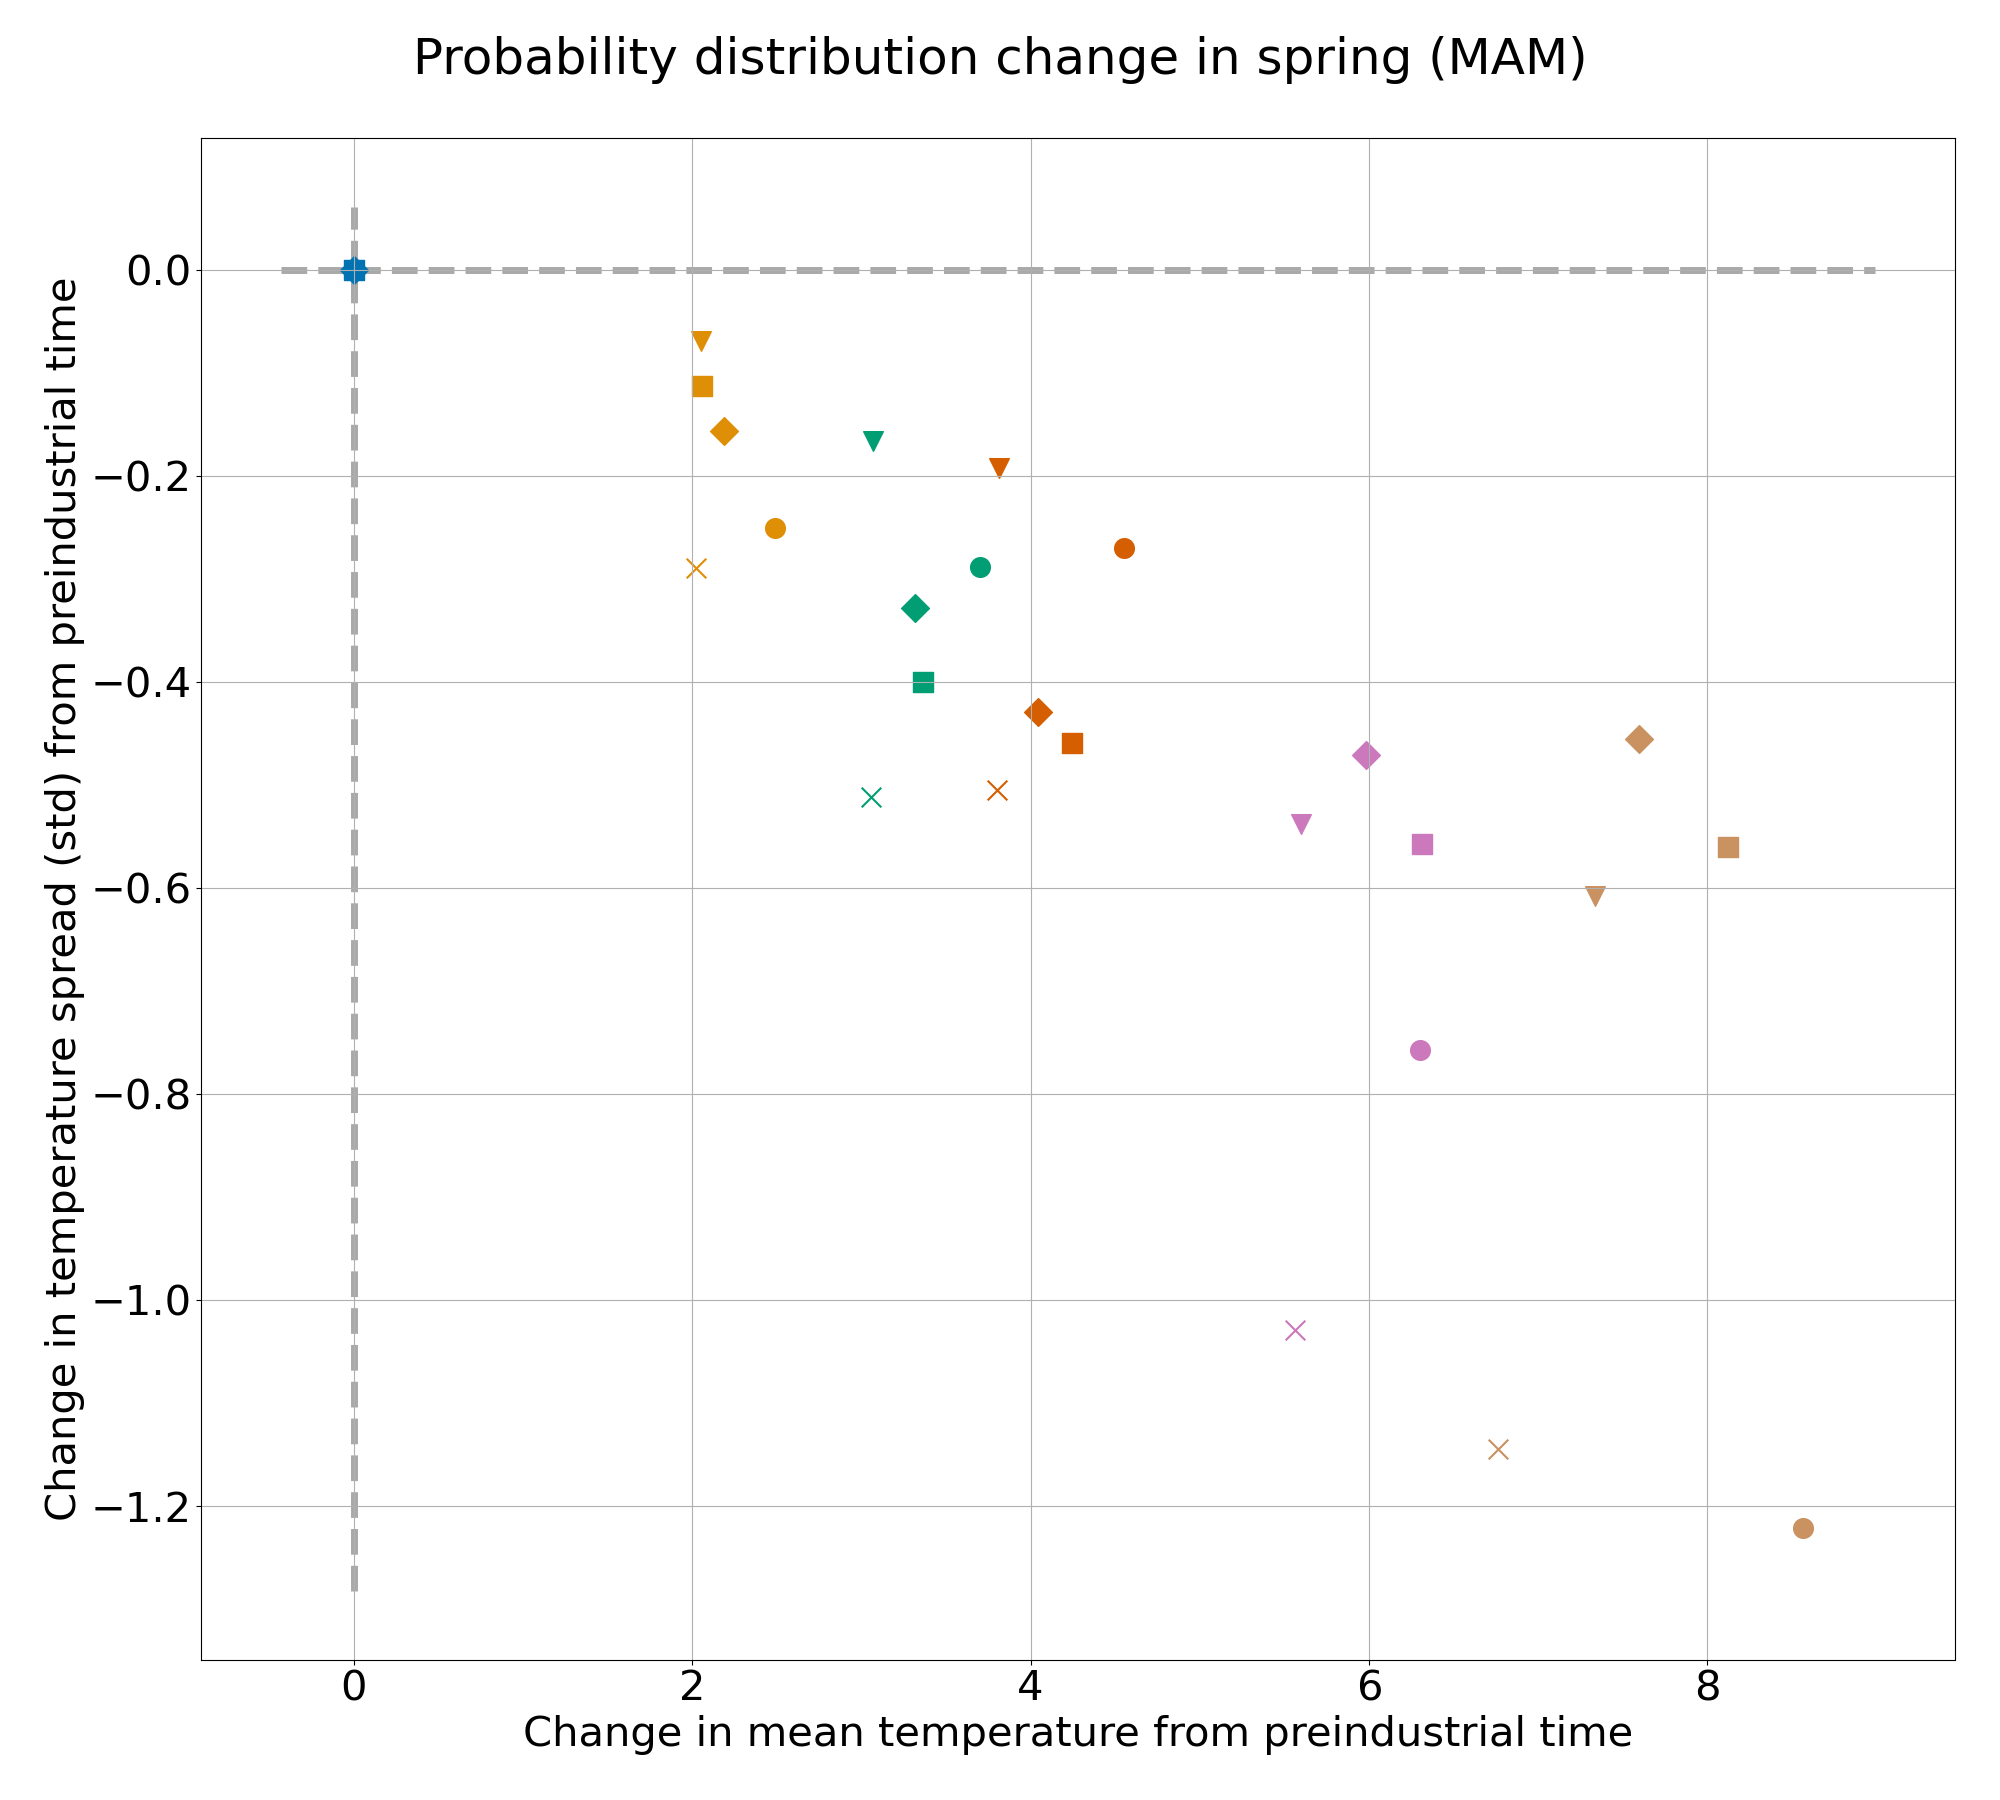 Probability distribution change in spring (MAM)
Change in temperature spread (std) from preindustrial time
0.0
−0.2
−0.4
−0.6
−0.8
−1.0
−1.2
0 2 4 6 8
Change in mean temperature from preindustrial time